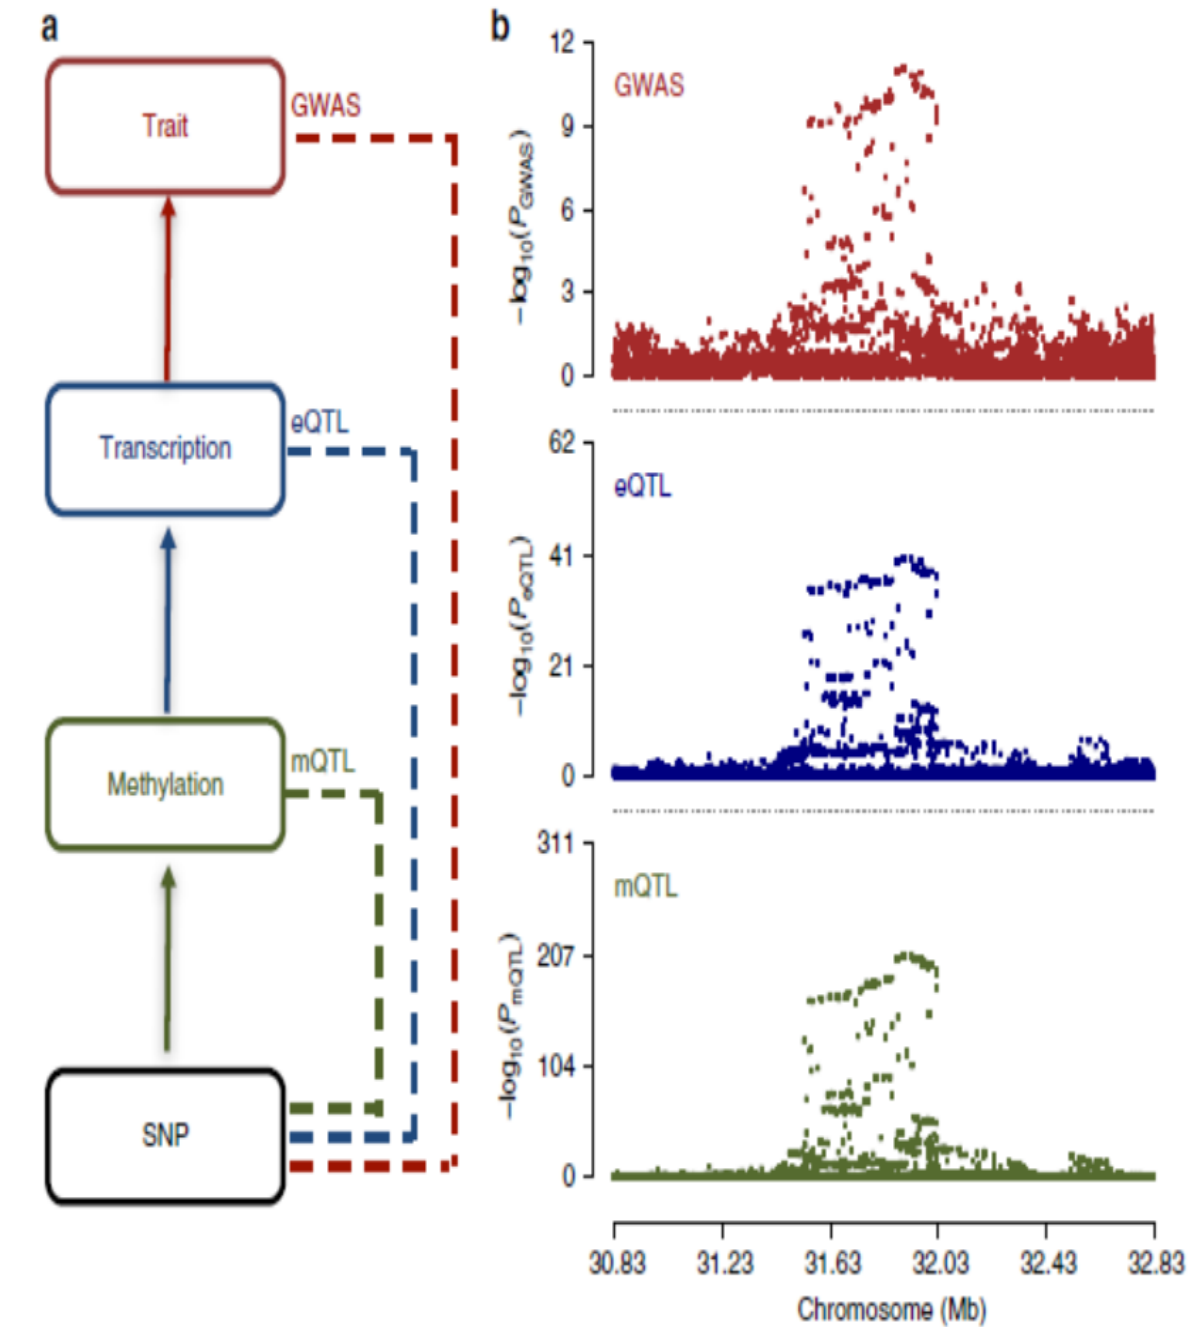 a
Trait
GWAS
Transcription
eQTL
Methylation
mQTL
SNP
b
GWAS
−log10(PGWAS)
12
9
6
3
0
eQTL
−log10(PeQTL)
62
41
21
0
mQTL
−log10(PmQTL)
311
207
104
0
30.83 31.23 31.63 32.03 32.43 32.83
Chromosome (Mb)